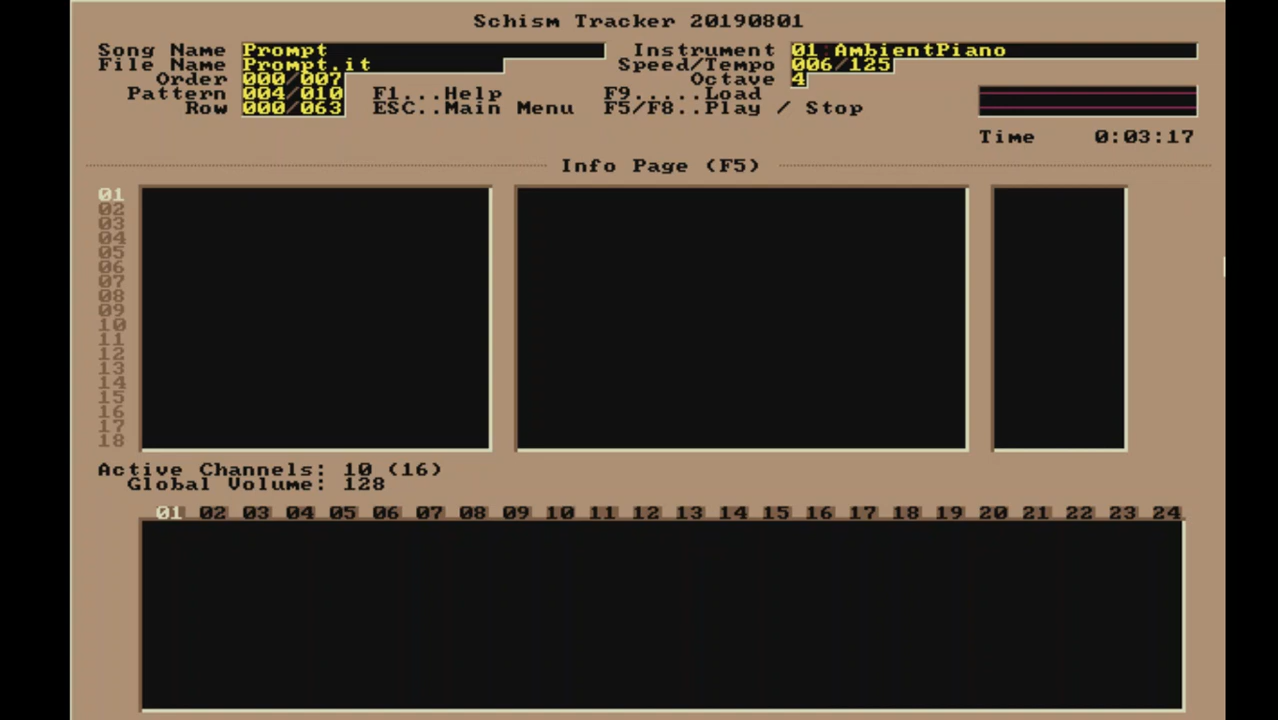 Schism Tracker 20190801
Song Name Prompt Instrument 01 AmbientPiano
File Name Prompt.it Speed/Tempo 006/125
Order 000/007 Octave 4
Pattern 004/010 F1...Help F9.....Load
Row 000/063 ESC..Main Menu F5/F8..Play / Stop
Time 0:03:17
Info Page (F5)
01
02
03
04
05
06
07
08
09
10
11
12
13
14
15
16
17
18
Active Channels: 10 (16)
Global Volume: 128
01 02 03 04 05 06 07 08 09 10 11 12 13 14 15 16 17 18 19 20 21 22 23 24